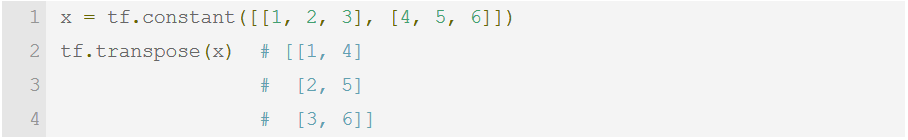 1 x = tf.constant([[1, 2, 3], [4, 5, 6]])
2 tf.transpose(x)  # [[1, 4]
3                  #  [2, 5]
4                  #  [3, 6]]